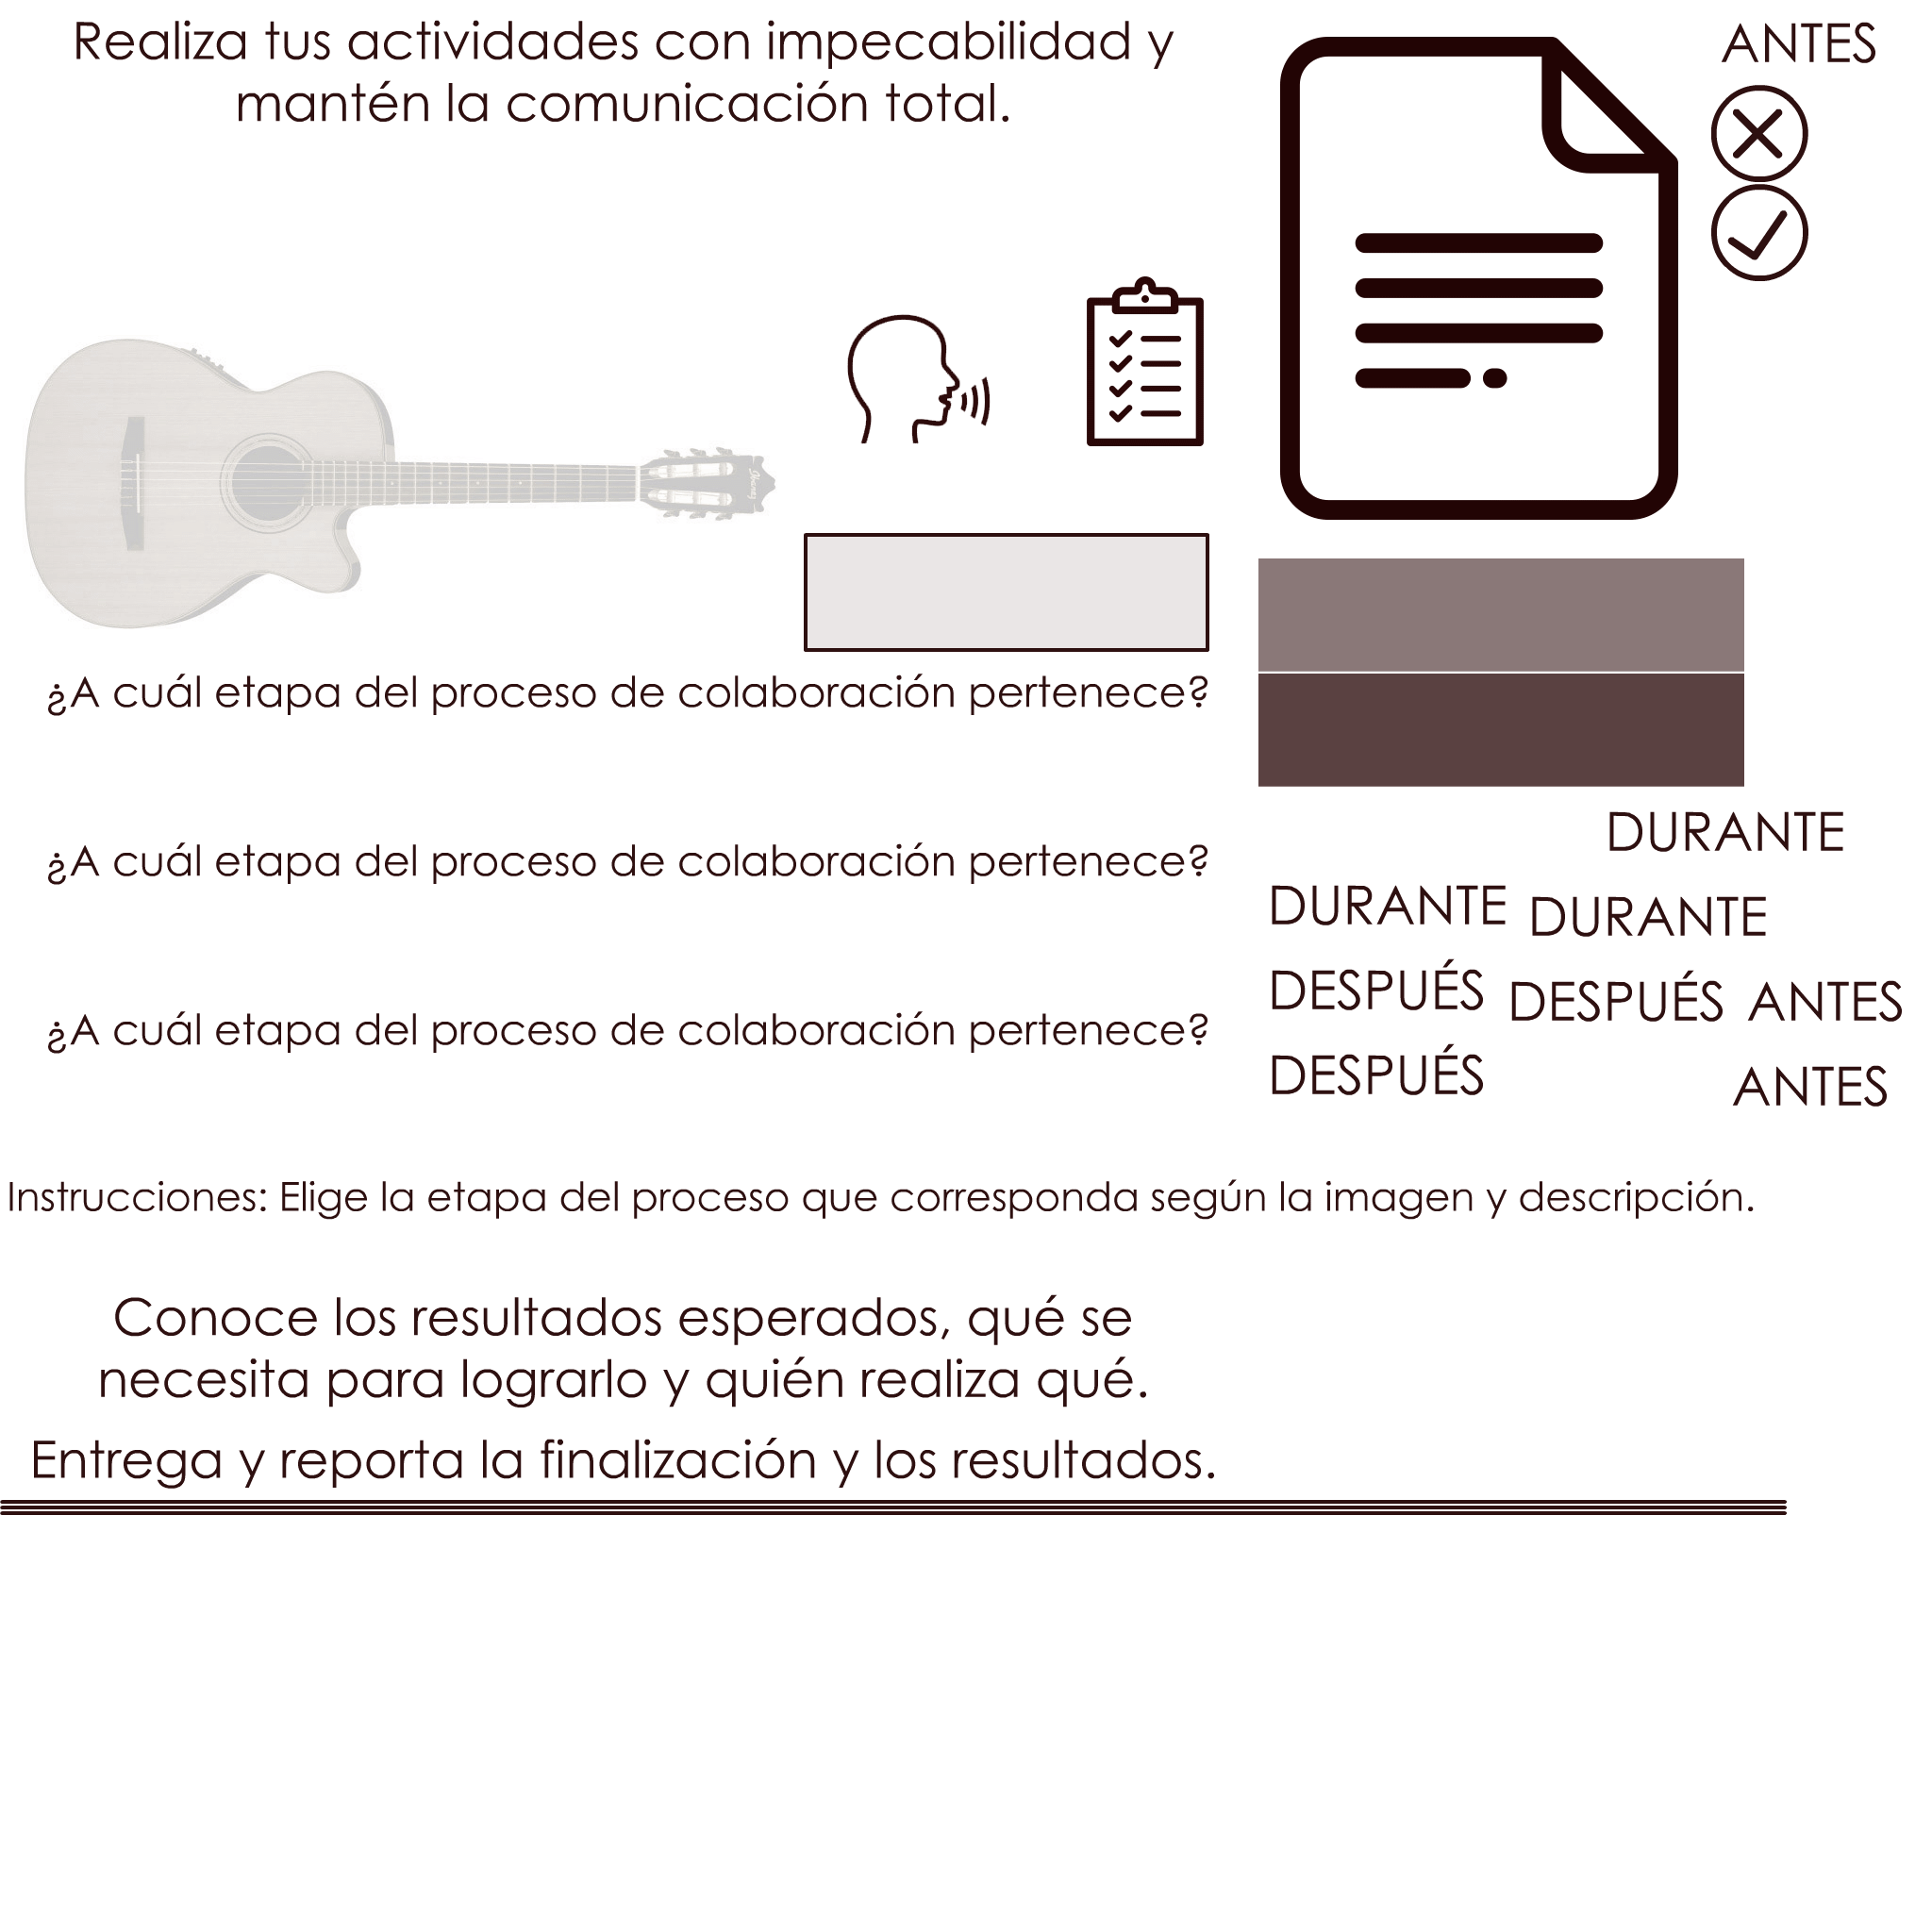 Realiza tus actividades con impecabilidad y
mantén la comunicación total.
ANTES
Ibanez
¿A cuál etapa del proceso de colaboración pertenece?
DURANTE
¿A cuál etapa del proceso de colaboración pertenece?
DURANTE
DURANTE
DESPUÉS
DESPUÉS
ANTES
¿A cuál etapa del proceso de colaboración pertenece?
DESPUÉS
ANTES
Instrucciones: Elige la etapa del proceso que corresponda según la imagen y descripción.
Conoce los resultados esperados, qué se
necesita para lograrlo y quién realiza qué.
Entrega y reporta la finalización y los resultados.